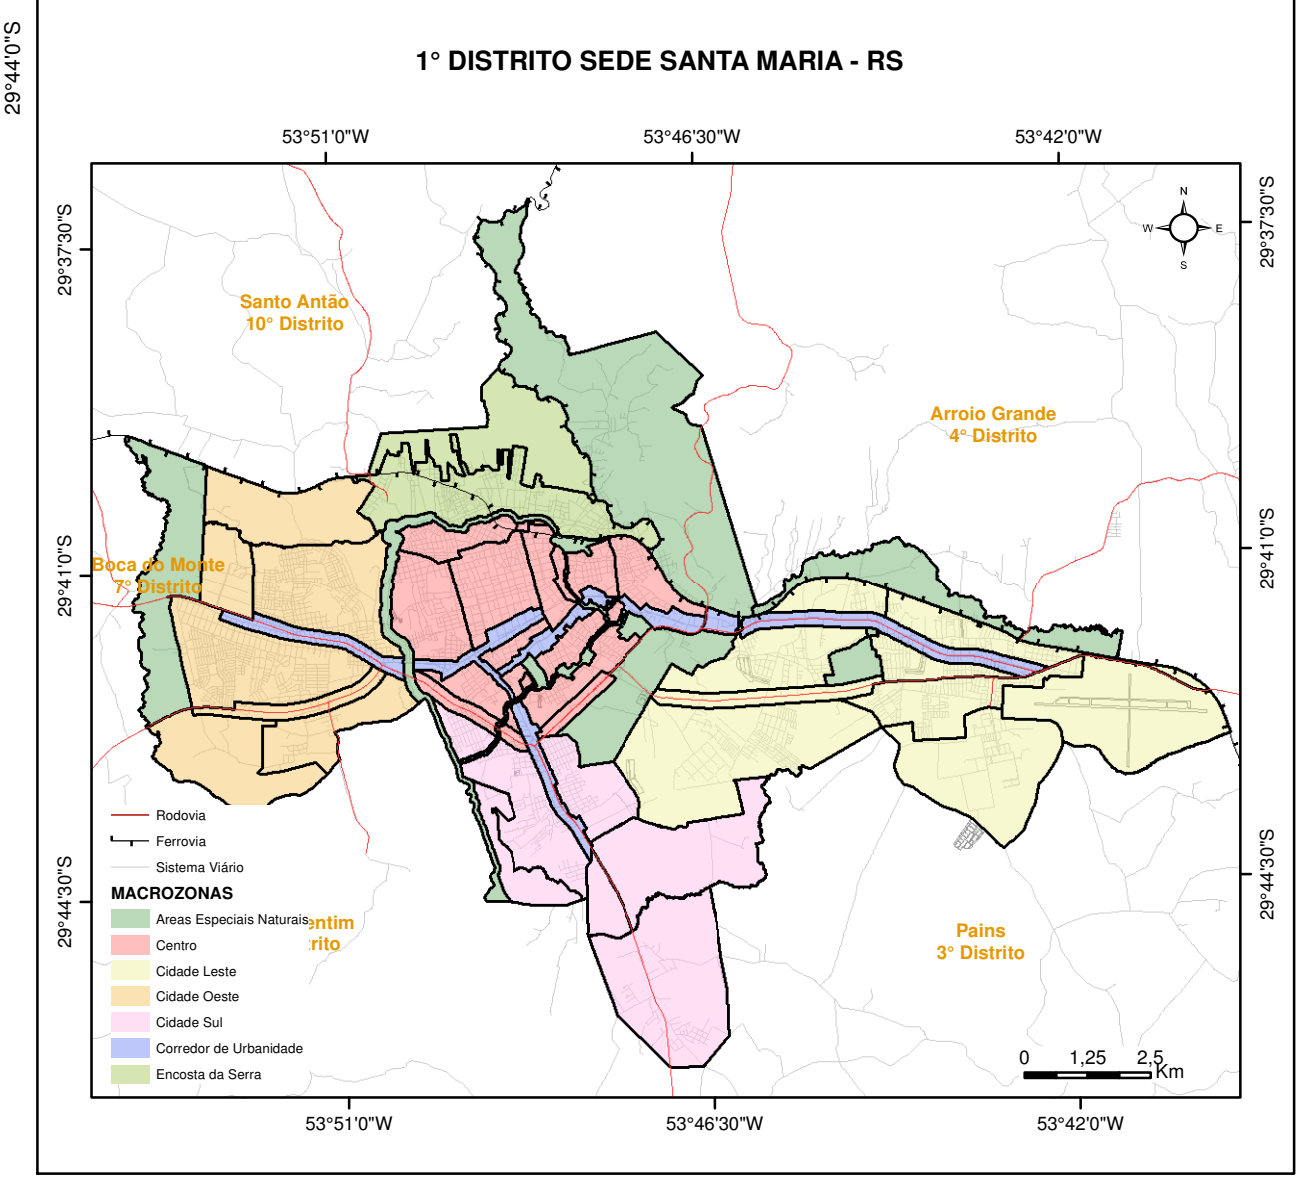 29°44'0"S
1° DISTRITO SEDE SANTA MARIA - RS
53°51'0"W
53°46'30"W
53°42'0"W
29°37'30"S
29°37'30"S
N
W
E
S
Santo Antão
10° Distrito
Arroio Grande
4° Distrito
29°41'0"S
29°41'0"S
Boca do Monte
7° Distrito
Rodovia
Ferrovia
Sistema Viário
MACROZONAS
Areas Especiais Naturais
Centro
Cidade Leste
Cidade Oeste
Cidade Sul
Corredor de Urbanidade
Encosta da Serra
entim
rito
Pains
3° Distrito
29°44'30"S
29°44'30"S
0 1,25 2,5
Km
53°51'0"W
53°46'30"W
53°42'0"W